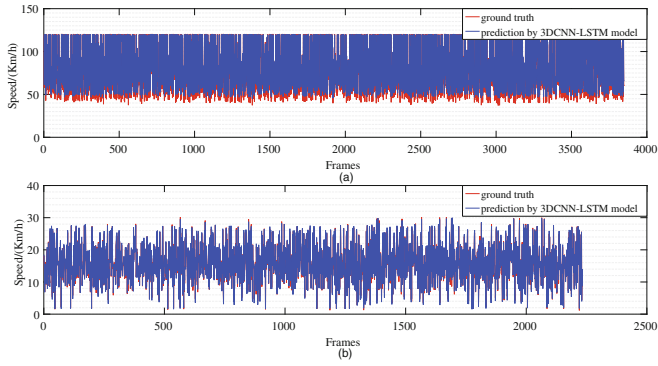 150
ground truth
prediction by 3DCNN-LSTM model
100
50
0
Speed/(Km/h)
0 500 1000 1500 2000 2500 3000 3500 4000
Frames
(a)
40
ground truth
prediction by 3DCNN-LSTM model
30
20
10
0
Speed/(Km/h)
0 500 1000 1500 2000 2500
Frames
(b)